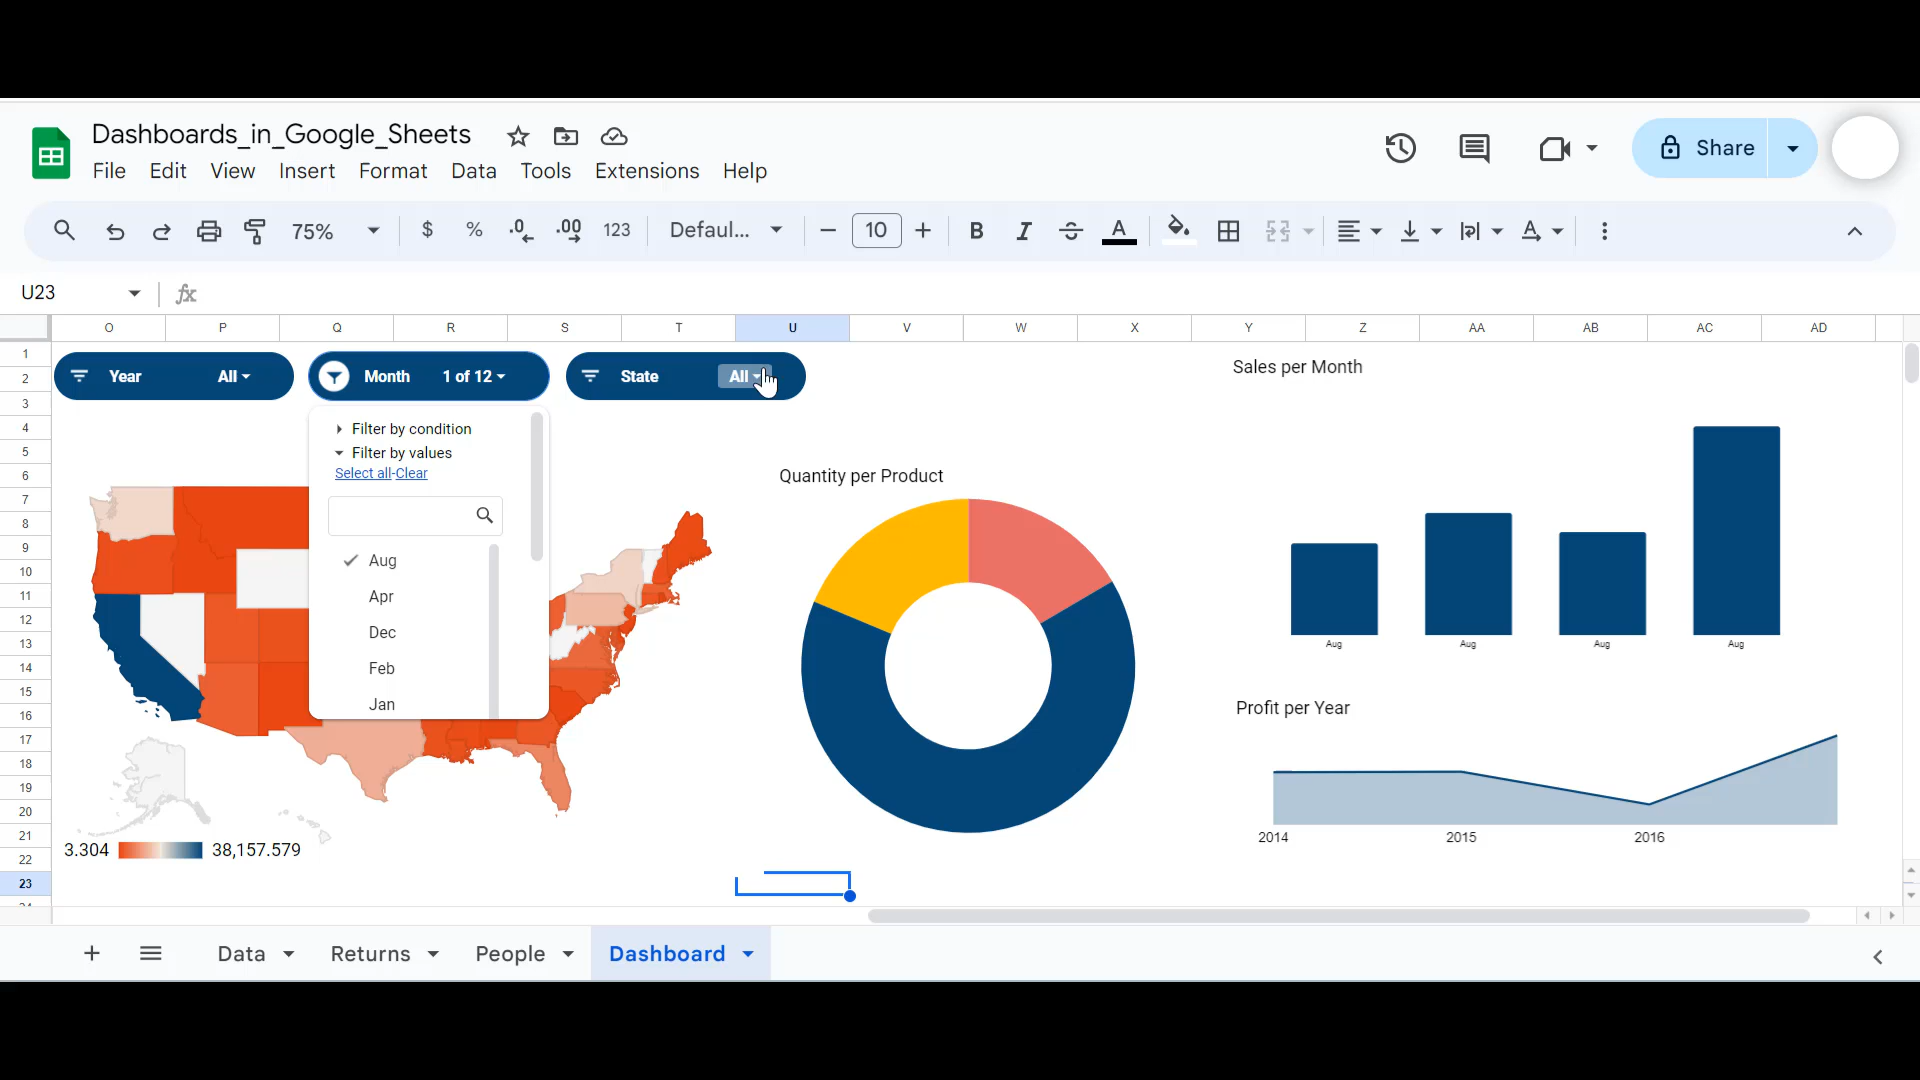 Dashboards_in_Google_Sheets
File Edit View Insert Format Data Tools Extensions Help
Share
75% $ % .0 .00 123 Defaul... 10 B I A A
U23 fx
O P Q R S T U V W X Y Z AA AB AC AD
1
2
3
4
5
6
7
8
9
10
11
12
13
14
15
16
17
18
19
20
21
22
23
24
Year All
Month 1 of 12
State All
Filter by condition
Filter by values
Select all-Clear
Aug
Apr
Dec
Feb
Jan
3.304 38,157.579
Quantity per Product
Sales per Month
Aug Aug Aug Aug
Profit per Year
2014 2015 2016
Data Returns People Dashboard